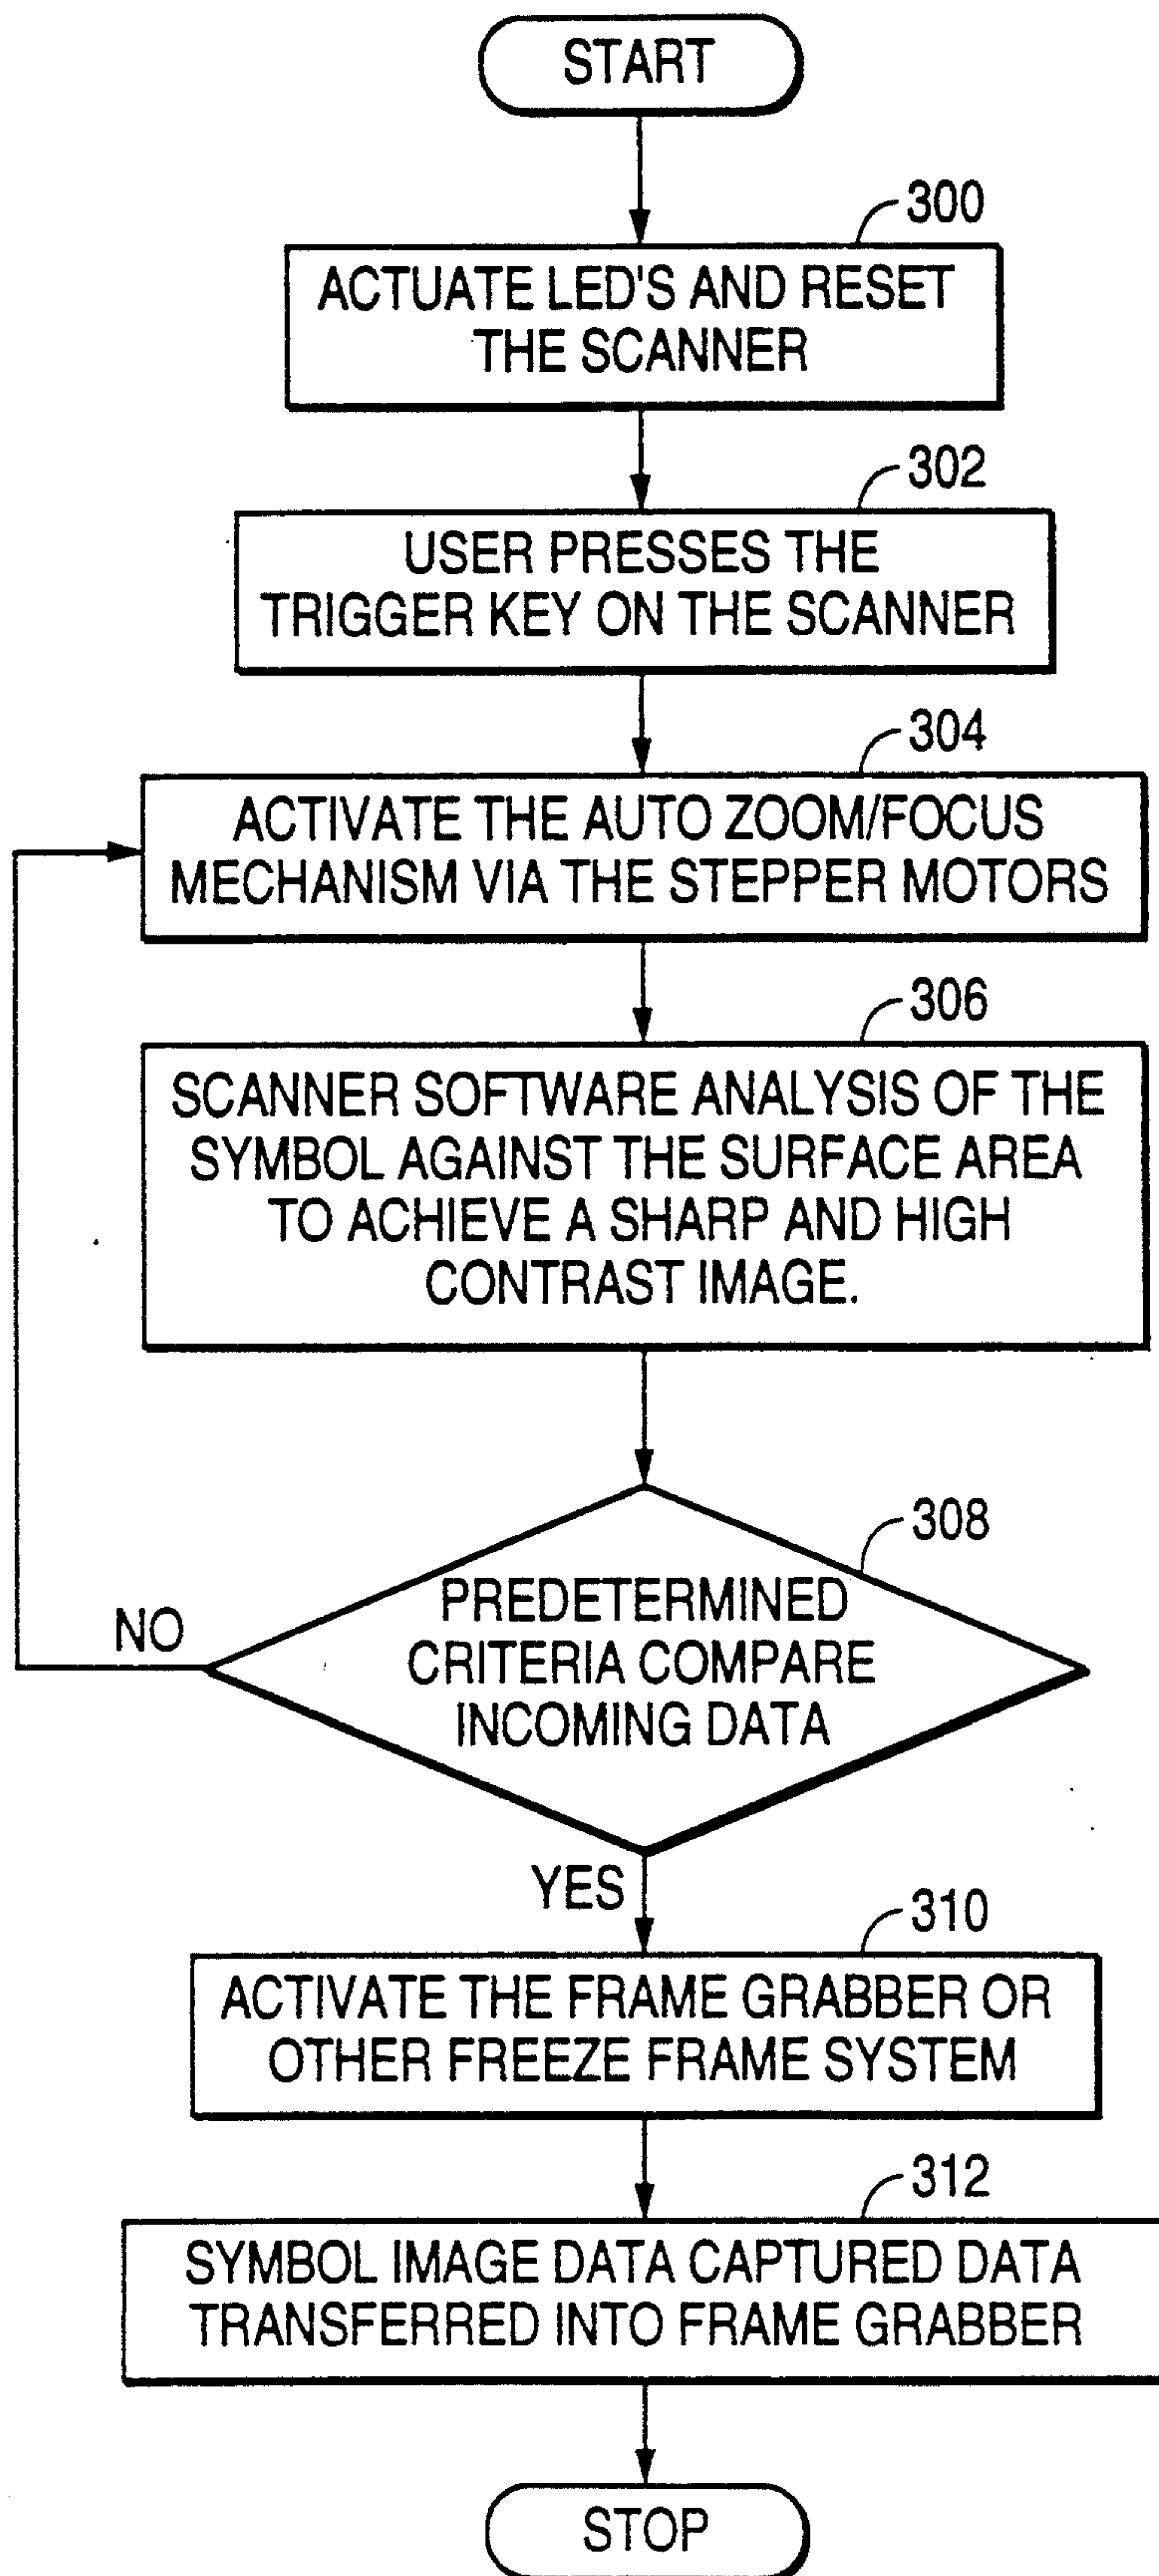 START
300
ACTUATE LED'S AND RESET
THE SCANNER
302
USER PRESSES THE
TRIGGER KEY ON THE SCANNER
304
ACTIVATE THE AUTO ZOOM/FOCUS
MECHANISM VIA THE STEPPER MOTORS
306
SCANNER SOFTWARE ANALYSIS OF THE
SYMBOL AGAINST THE SURFACE AREA
TO ACHIEVE A SHARP AND HIGH
CONTRAST IMAGE.
308
PREDETERMINED
CRITERIA COMPARE
INCOMING DATA
NO
YES
310
ACTIVATE THE FRAME GRABBER OR
OTHER FREEZE FRAME SYSTEM
312
SYMBOL IMAGE DATA CAPTURED DATA
TRANSFERRED INTO FRAME GRABBER
STOP